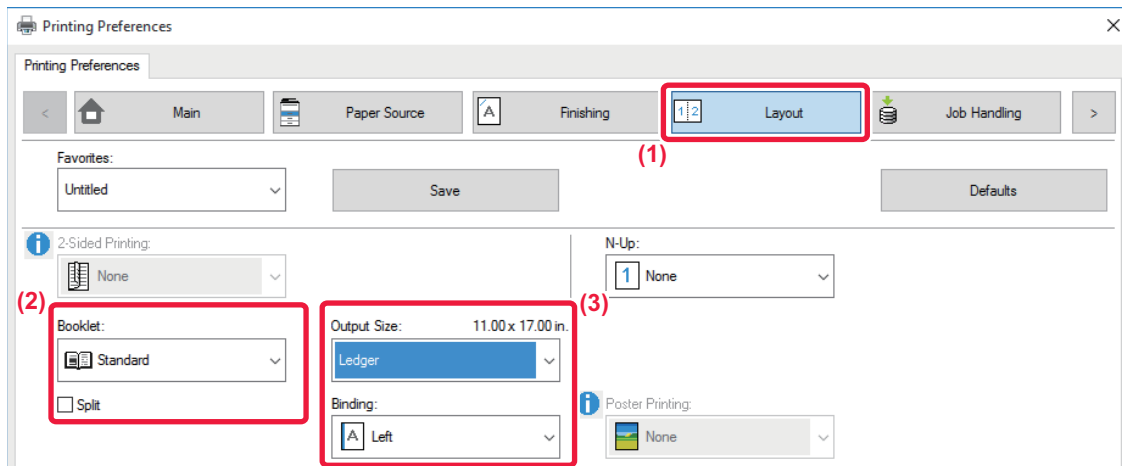 Printing Preferences
Printing Preferences
< Main Paper Source A Finishing 1 2 Layout Job Handling >
(1)
Favorites:
Untitled Save Defaults
2-Sided Printing: N-Up:
None 1 None
(2) (3)
Booklet: Output Size: 11.00 x 17.00 in.
Standard Ledger
Split Binding: Poster Printing:
A Left None